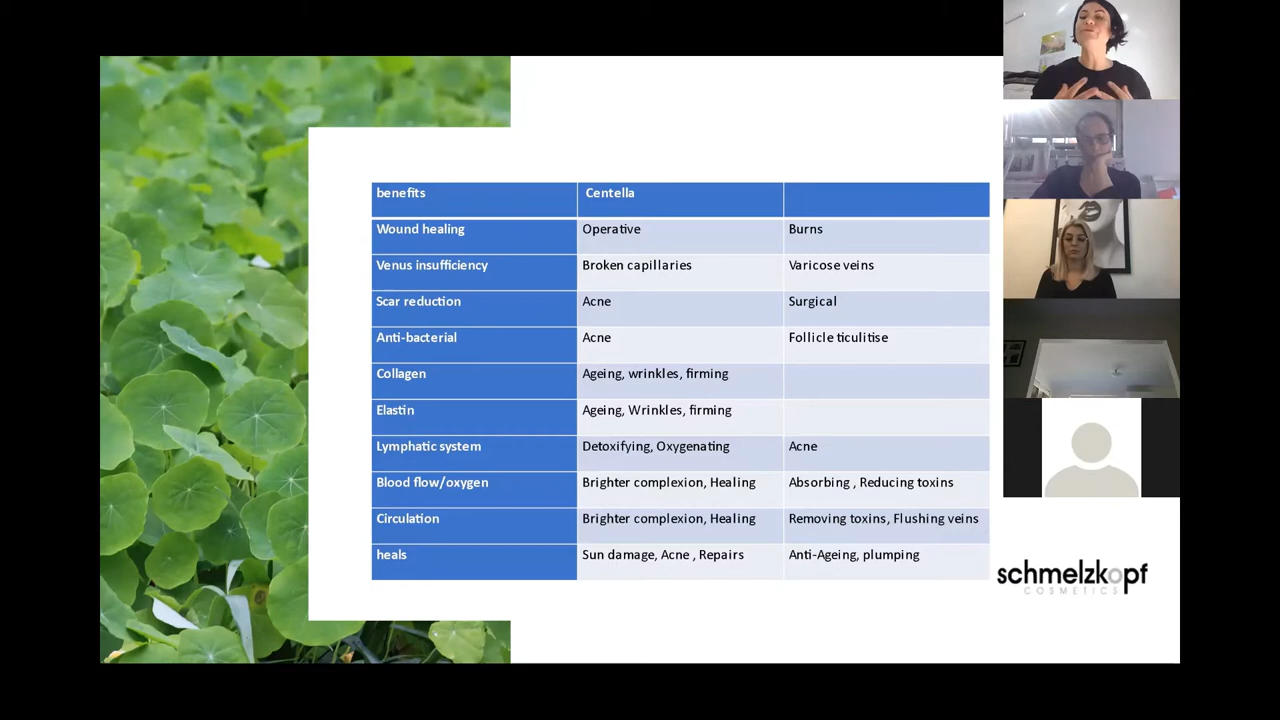 benefits Centella
Wound healing Operative Burns
Venus insufficiency Broken capillaries Varicose veins
Scar reduction Acne Surgical
Anti-bacterial Acne Follicle ticulitise
Collagen Ageing, wrinkles, firming
Elastin Ageing, Wrinkles, firming
Lymphatic system Detoxifying, Oxygenating Acne
Blood flow/oxygen Brighter complexion, Healing Absorbing , Reducing toxins
Circulation Brighter complexion, Healing Removing toxins, Flushing veins
heals Sun damage, Acne , Repairs Anti-Ageing, plumping
schmelzkopf
COSMETICS